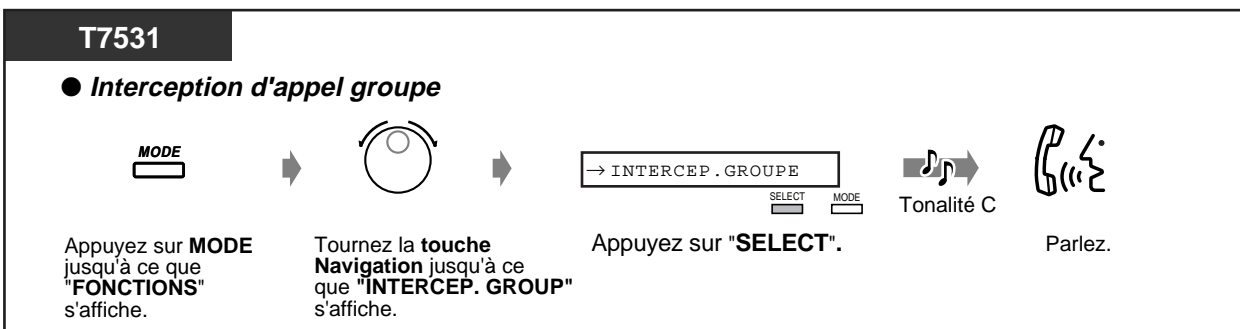 T7531
● Interception d'appel groupe
MODE
→ INTERCEP.GROUPE
SELECT MODE
Tonalité C
Appuyez sur MODE
jusqu'à ce que
"FONCTIONS"
s'affiche.
Tournez la touche
Navigation jusqu'à ce
que "INTERCEP. GROUP"
s'affiche.
Appuyez sur "SELECT".
Parlez.